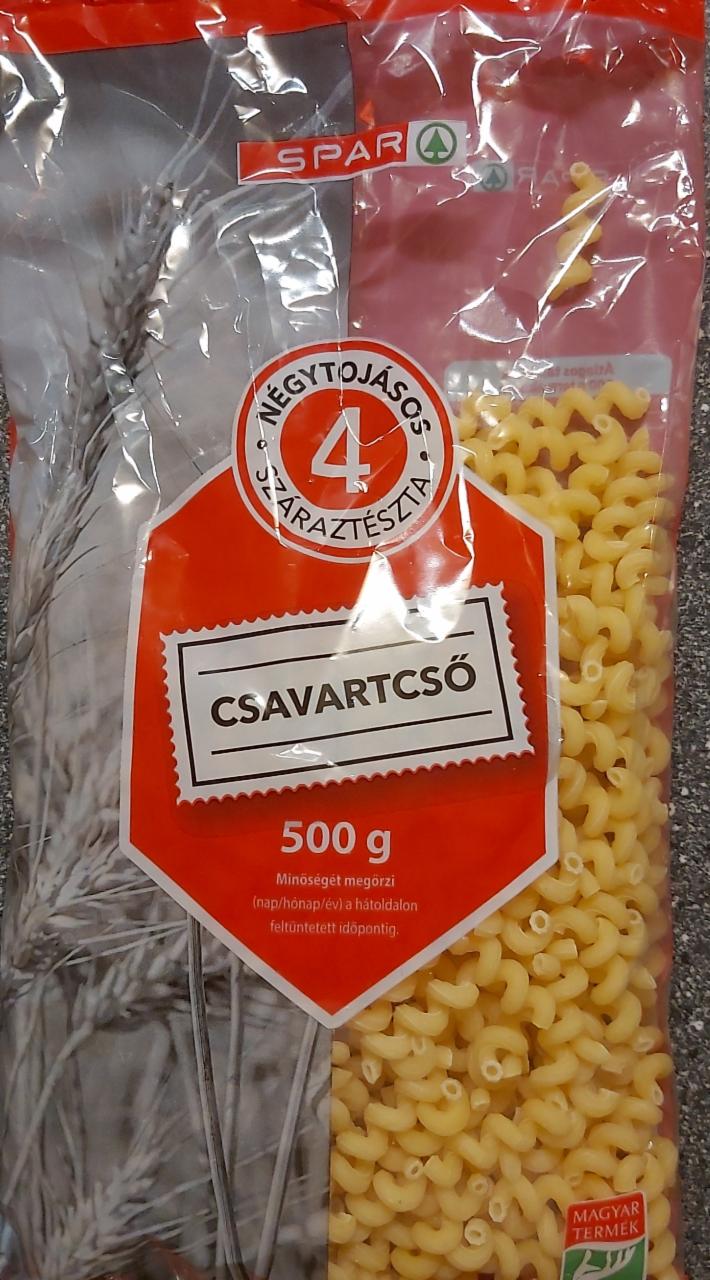 SPAR
NÉGYTOJÁSOS
4
SZÁRAZTÉSZTA
CSAVARTCSŐ
500 g
Minőségét megőrzi
(nap/hónap/év) a hátoldalon
feltüntetett időpontig.
MAGYAR
TERMÉK